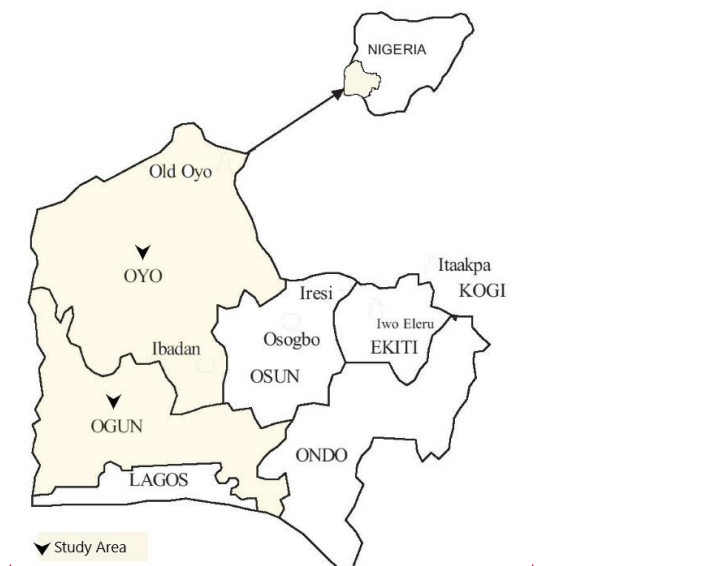 NIGERIA
Old Oyo
OYO
Itaakpa
KOGI
Iresi
Iwo Eleru
Osogbo
EKITI
Ibadan
OSUN
OGUN
ONDO
LAGOS
Study Area